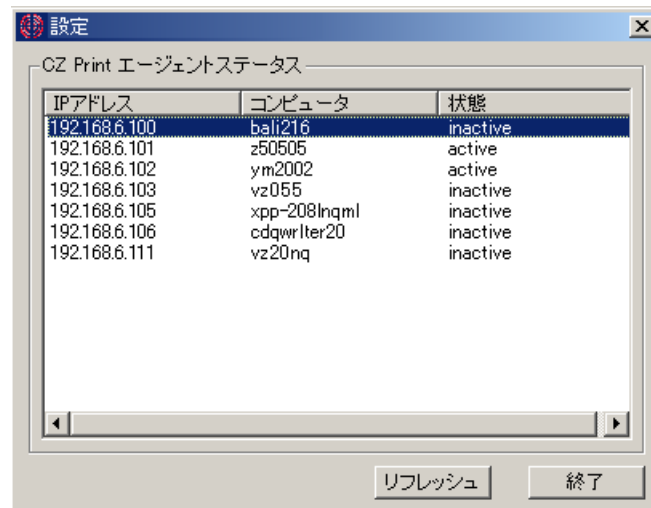 設定
CZ Print エージェントステータス
IPアドレス コンピュータ 状態
192.168.6.100 bali216 inactive
192.168.6.101 z50505 active
192.168.6.102 ym2002 active
192.168.6.103 vz055 inactive
192.168.6.105 xpp-208lnqml inactive
192.168.6.106 cdqwrlter20 inactive
192.168.6.111 vz20nq inactive
リフレッシュ 終了